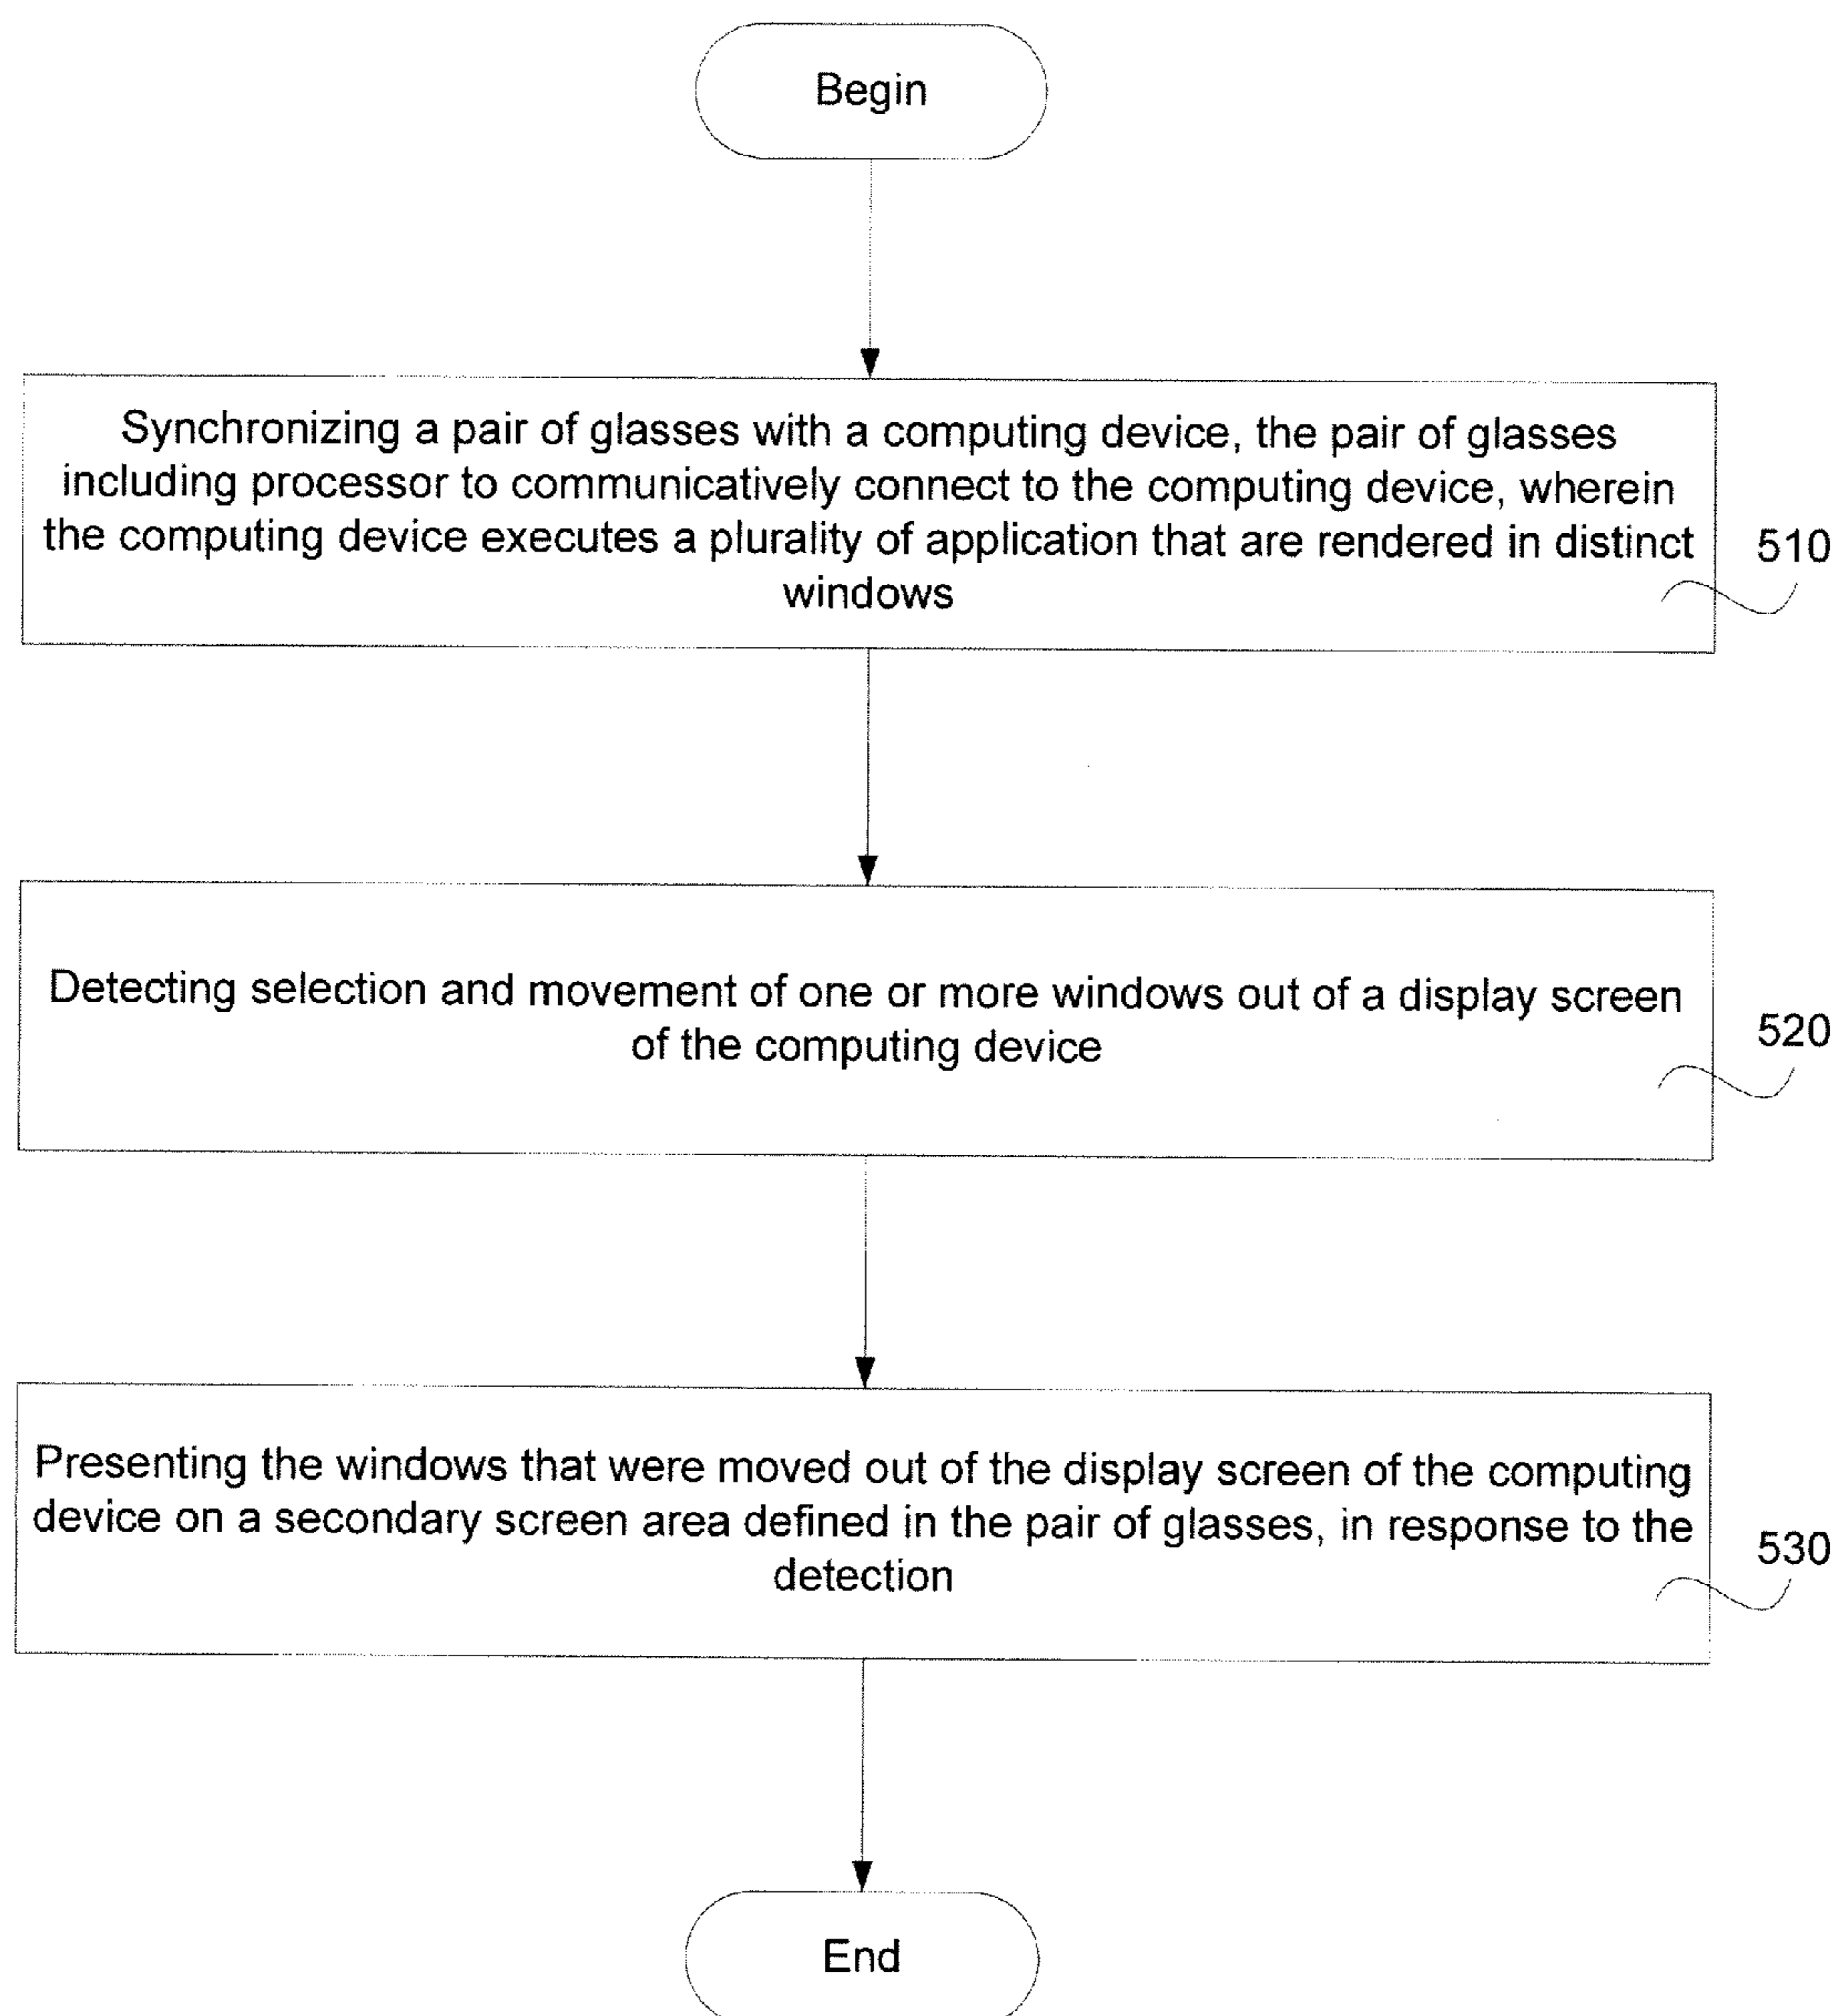 Begin
Synchronizing a pair of glasses with a computing device, the pair of glasses
including processor to communicatively connect to the computing device, wherein
the computing device executes a plurality of application that are rendered in distinct
windows
510
Detecting selection and movement of one or more windows out of a display screen
of the computing device
520
Presenting the windows that were moved out of the display screen of the computing
device on a secondary screen area defined in the pair of glasses, in response to the
detection
530
End